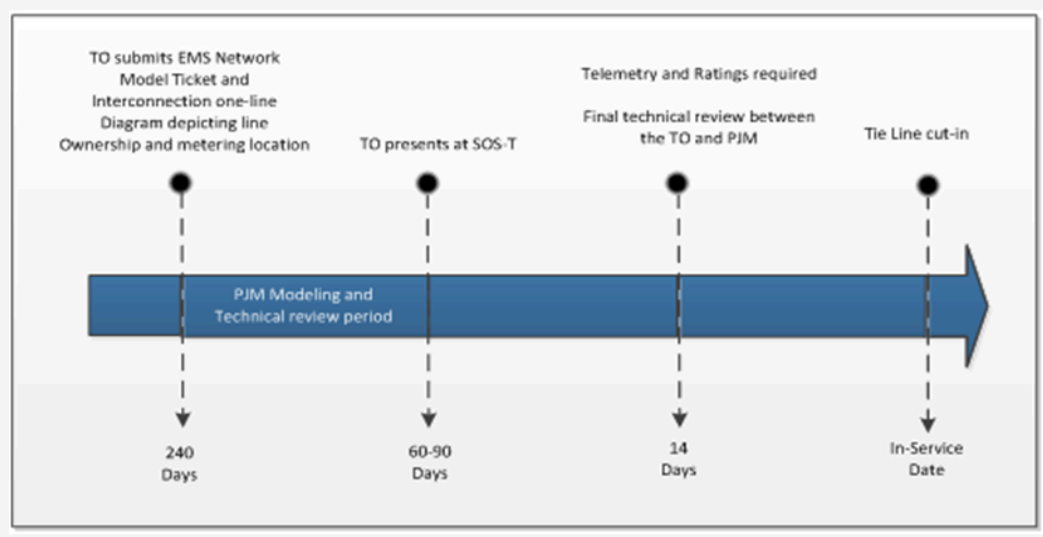 TO submits EMS Network
Model Ticket and
Interconnection one-line
Diagram depicting line
Ownership and metering location
TO presents at SOS-T
Telemetry and Ratings required
Final technical review between
the TO and PJM
Tie Line cut-in
PJM Modeling and
Technical review period
240
Days
60-90
Days
14
Days
In-Service
Date